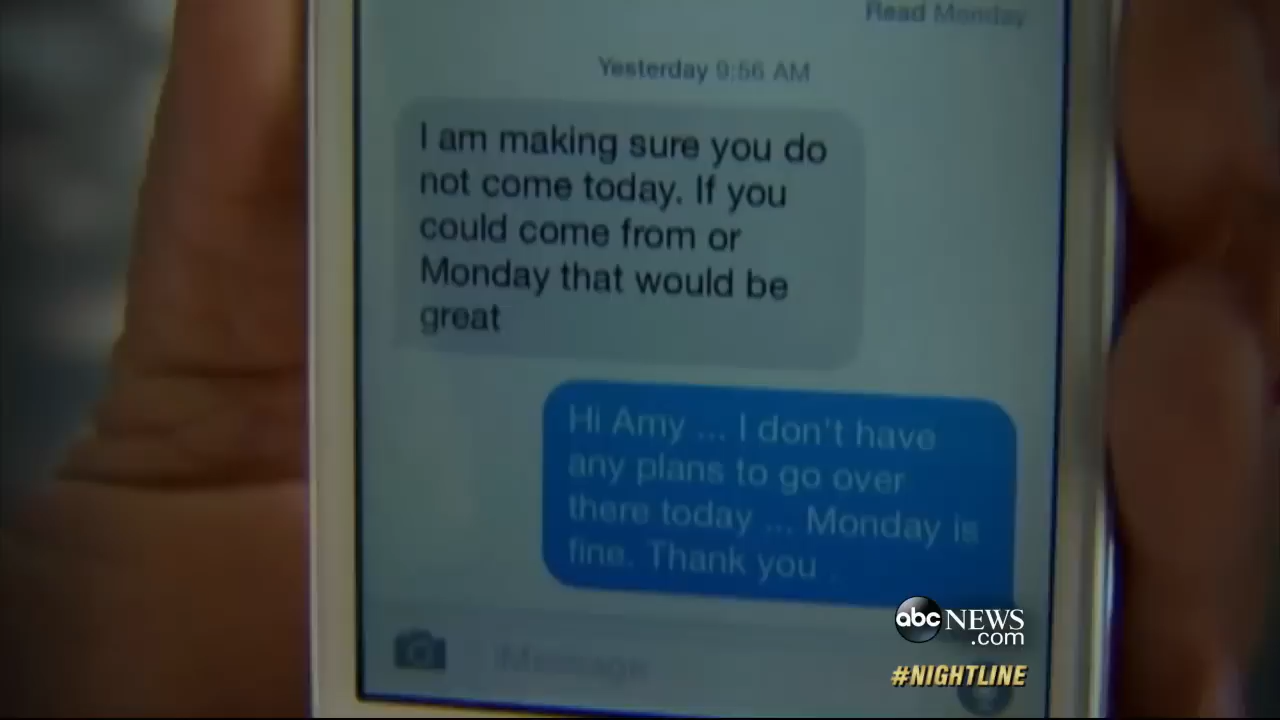 Read Monday
Yesterday 9:56 AM
I am making sure you do
not come today. If you
could come from or
Monday that would be
great
Hi Amy ... I don't have
any plans to go over
there today ... Monday is
fine. Thank you
Message
abc NEWS
.com
#NIGHTLINE